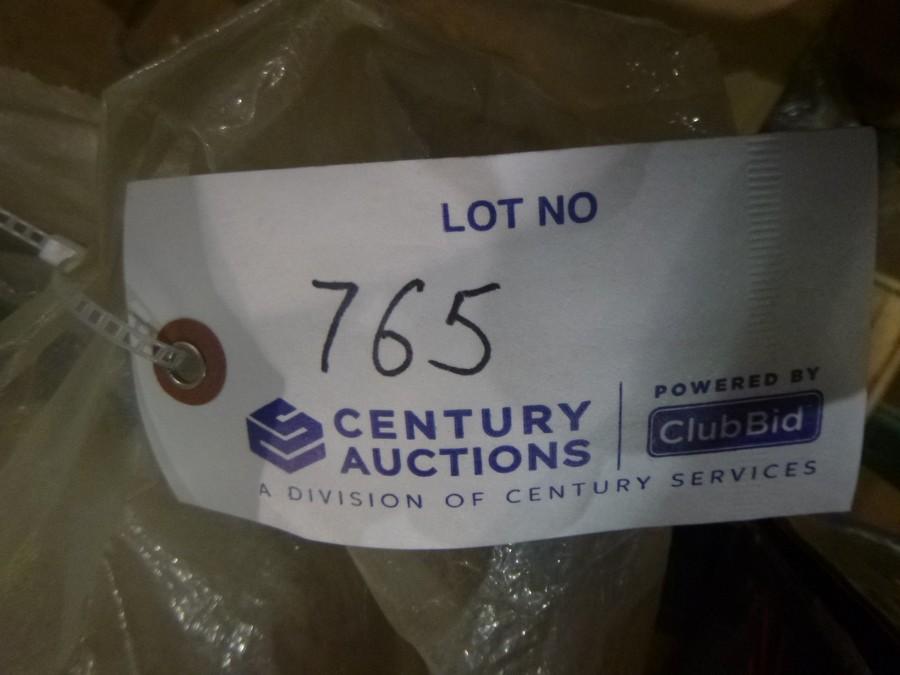 LOT NO
765
CENTURY
AUCTIONS
POWERED BY
ClubBid
A DIVISION OF CENTURY SERVICES